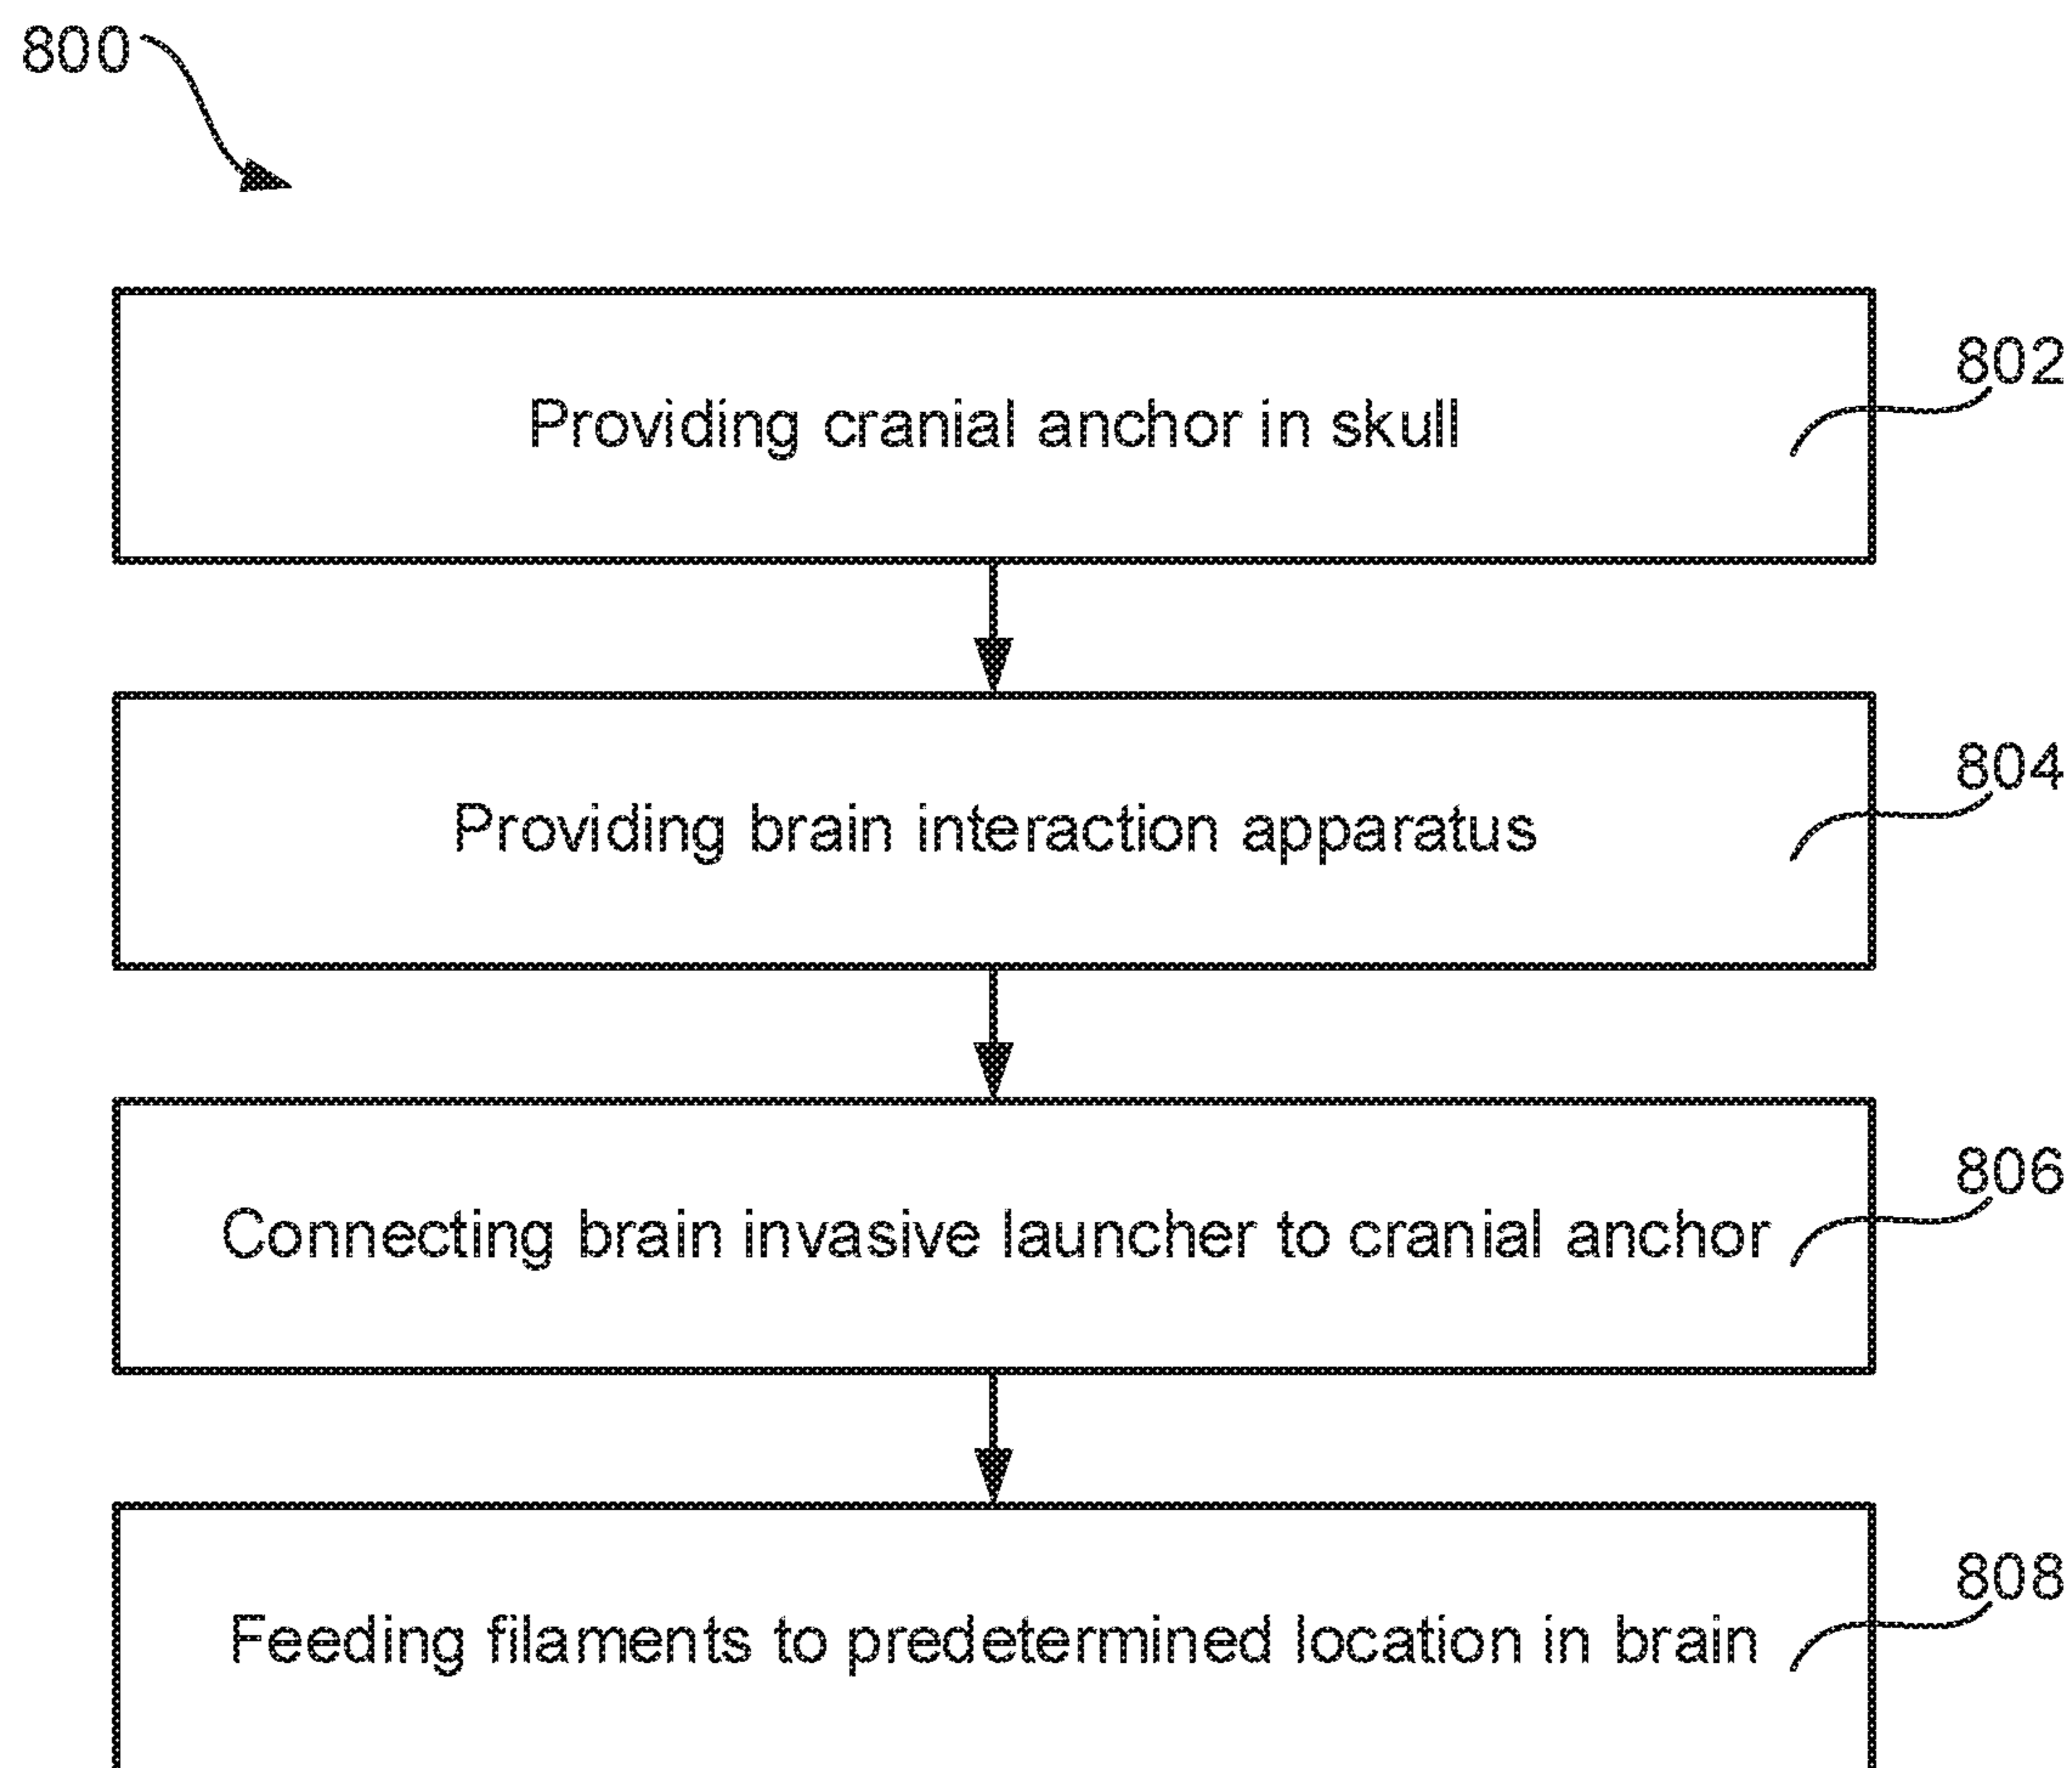 800
802
Providing cranial anchor in skull
804
Providing brain interaction apparatus
806
Connecting brain invasive launcher to cranial anchor
808
Feeding filaments to predetermined location in brain